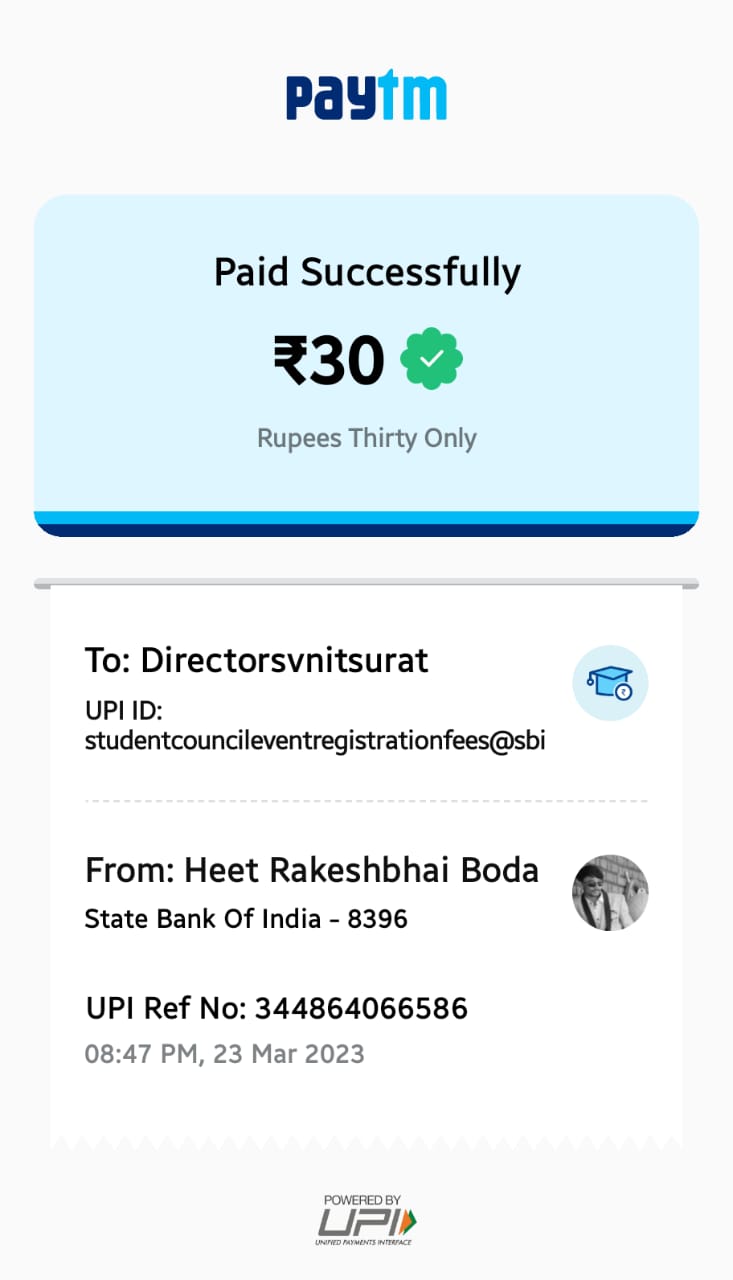 paytm
Paid Successfully
₹30
Rupees Thirty Only
To: Directorsvnitsurat
UPI ID:
studentcouncileventregistrationfees@sbi
From: Heet Rakeshbhai Boda
State Bank Of India - 8396
UPI Ref No: 344864066586
08:47 PM, 23 Mar 2023
POWERED BY
UPI
UNIFIED PAYMENTS INTERFACE